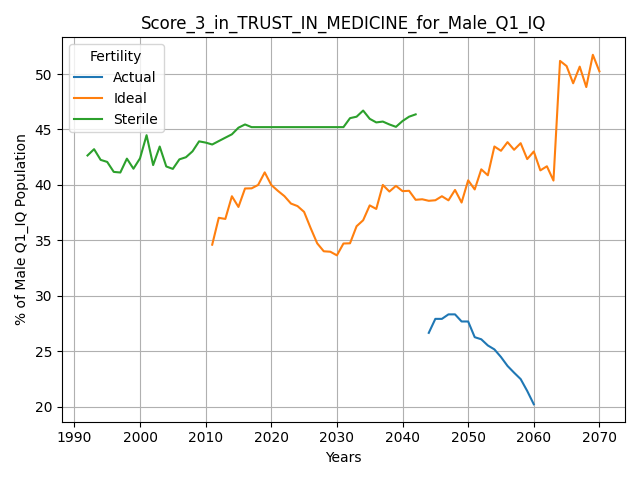 Score_3_in_TRUST_IN_MEDICINE_for_Male_Q1_IQ
Fertility
Actual
Ideal
Sterile
% of Male Q1_IQ Population
50
45
40
35
30
25
20
1990 2000 2010 2020 2030 2040 2050 2060 2070
Years